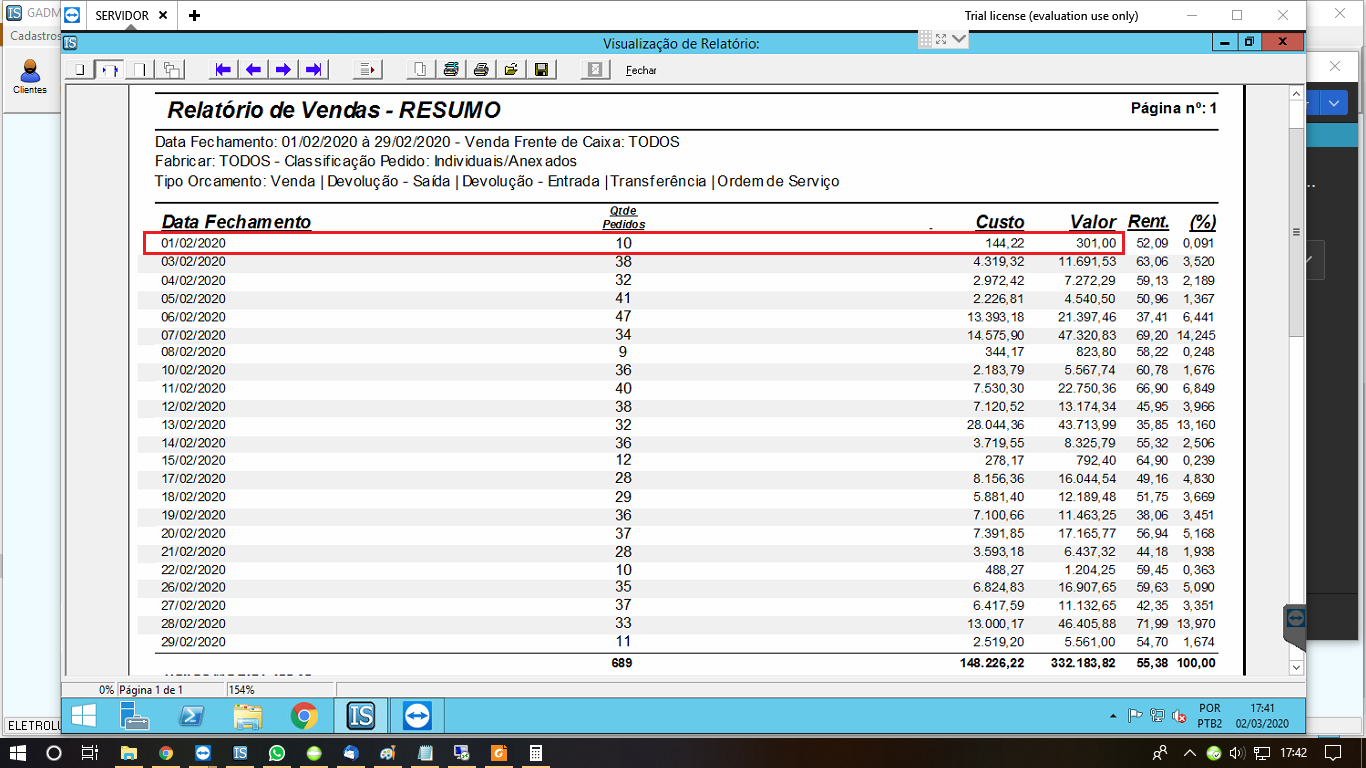 GADM
SERVIDOR
Trial license (evaluation use only)
Cadastros
Visualização de Relatório:
Clientes
Fechar
Relatório de Vendas - RESUMO
Página nº: 1
Data Fechamento: 01/02/2020 à 29/02/2020 - Venda Frente de Caixa: TODOS
Fabricar: TODOS - Classificação Pedido: Individuais/Anexados
Tipo Orcamento: Venda | Devolução - Saída | Devolução - Entrada | Transferência | Ordem de Serviço
Data Fechamento Qtde Pedidos - Custo Valor Rent. (%)
01/02/2020 10 144,22 301,00 52,09 0,091
03/02/2020 38 4.319,32 11.691,53 63,06 3,520
04/02/2020 32 2.972,42 7.272,29 59,13 2,189
05/02/2020 41 2.226,81 4.540,50 50,96 1,367
06/02/2020 47 13.393,18 21.397,46 37,41 6,441
07/02/2020 34 14.575,90 47.320,83 69,20 14,245
08/02/2020 9 344,17 823,80 58,22 0,248
10/02/2020 36 2.183,79 5.567,74 60,78 1,676
11/02/2020 40 7.530,30 22.750,36 66,90 6,849
12/02/2020 38 7.120,52 13.174,34 45,95 3,966
13/02/2020 32 28.044,36 43.713,99 35,85 13,160
14/02/2020 36 3.719,55 8.325,79 55,32 2,506
15/02/2020 12 278,17 792,40 64,90 0,239
17/02/2020 28 8.156,36 16.044,54 49,16 4,830
18/02/2020 29 5.881,40 12.189,48 51,75 3,669
19/02/2020 36 7.100,66 11.463,25 38,06 3,451
20/02/2020 37 7.391,85 17.165,77 56,94 5,168
21/02/2020 28 3.593,18 6.437,32 44,18 1,938
22/02/2020 10 488,27 1.204,25 59,45 0,363
26/02/2020 35 6.824,83 16.907,65 59,63 5,090
27/02/2020 37 6.417,59 11.132,65 42,35 3,351
28/02/2020 33 13.000,17 46.405,88 71,99 13,970
29/02/2020 11 2.519,20 5.561,00 54,70 1,674
689 148.226,22 332.183,82 55,38 100,00
0% Página 1 de 1 154%
ELETROLU
IS
POR 17:41
PTB2 02/03/2020
17:42